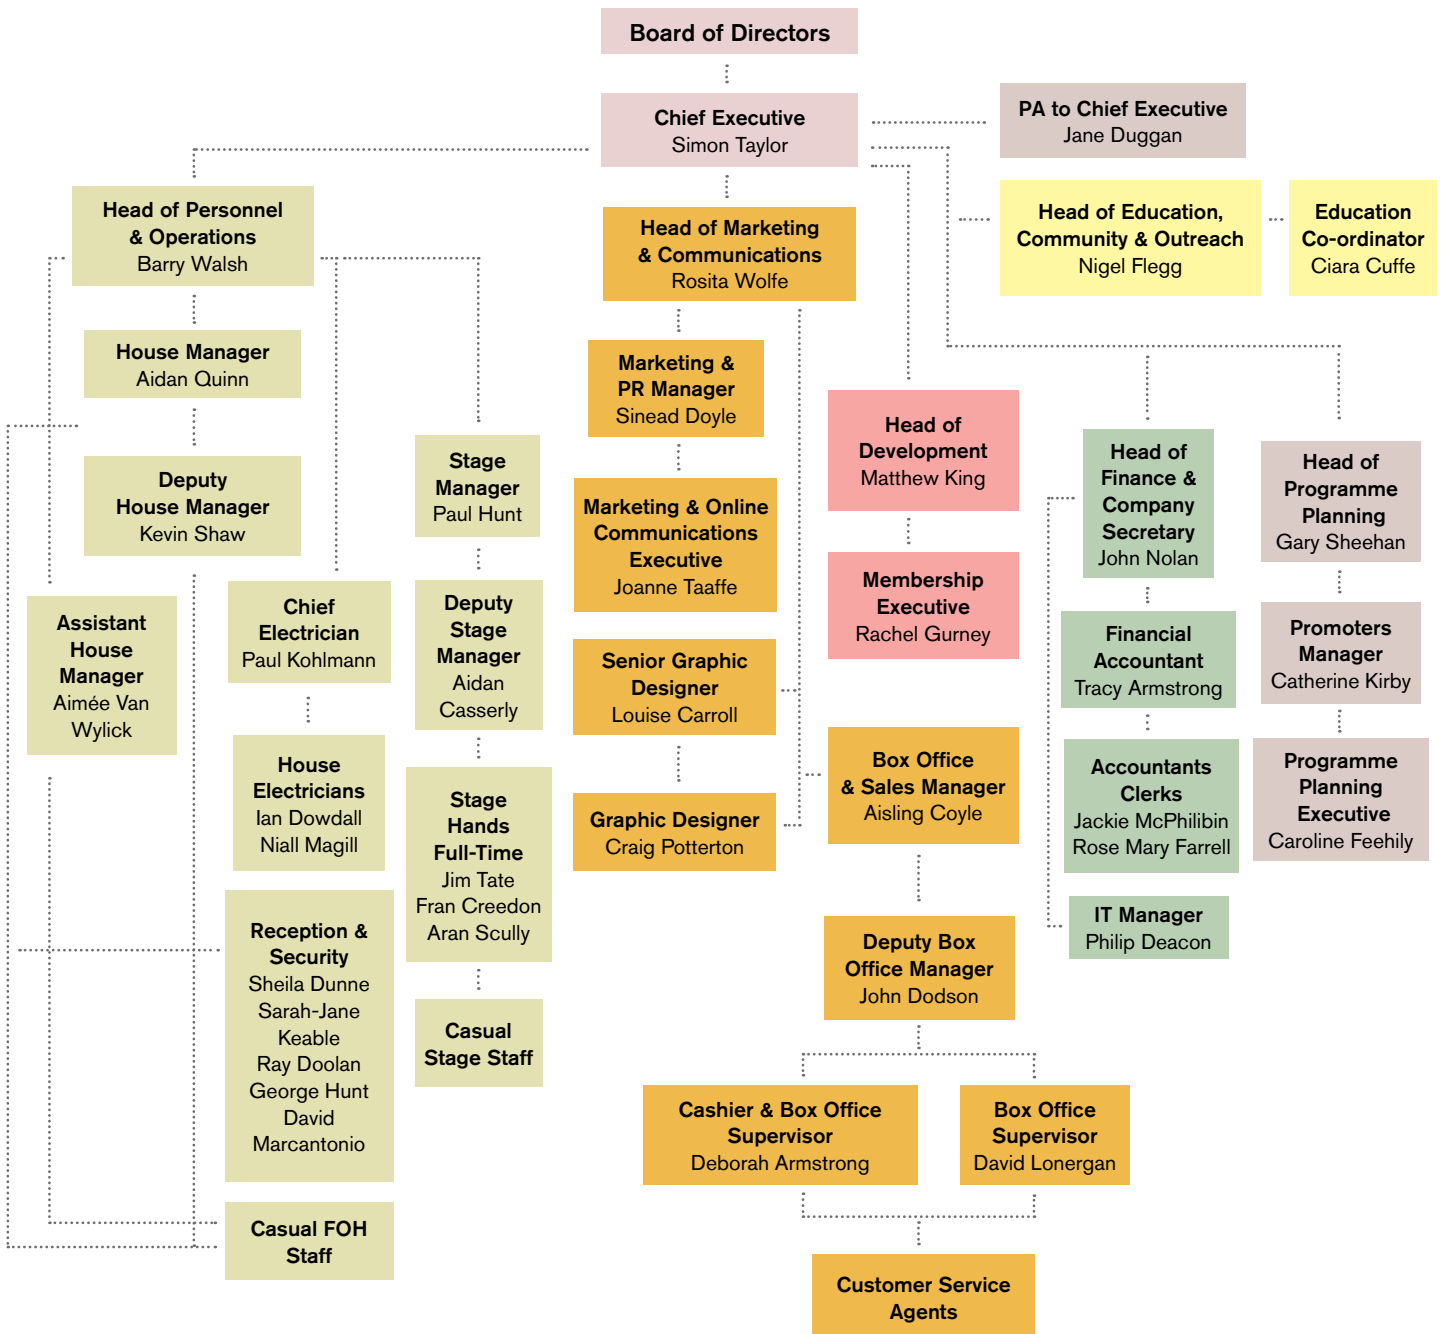 Board of Directors
Chief Executive
Simon Taylor
PA to Chief Executive
Jane Duggan
Head of Personnel
& Operations
Barry Walsh
Head of Marketing
& Communications
Rosita Wolfe
Head of Education,
Community & Outreach
Nigel Flegg
Education
Co-ordinator
Ciara Cuffe
House Manager
Aidan Quinn
Deputy
House Manager
Kevin Shaw
Assistant
House
Manager
Aimée Van
Wylick
Chief
Electrician
Paul Kohlmann
House
Electricians
Ian Dowdall
Niall Magill
Reception &
Security
Sheila Dunne
Sarah-Jane
Keable
Ray Doolan
George Hunt
David
Marcantonio
Casual FOH
Staff
Stage
Manager
Paul Hunt
Deputy
Stage
Manager
Aidan
Casserly
Stage
Hands
Full-Time
Jim Tate
Fran Creedon
Aran Scully
Casual
Stage Staff
Marketing &
PR Manager
Sinead Doyle
Marketing & Online
Communications
Executive
Joanne Taaffe
Senior Graphic
Designer
Louise Carroll
Graphic Designer
Craig Potterton
Box Office
& Sales Manager
Aisling Coyle
Deputy Box
Office Manager
John Dodson
Cashier & Box Office
Supervisor
Deborah Armstrong
Box Office
Supervisor
David Lonergan
Customer Service
Agents
Head of
Development
Matthew King
Membership
Executive
Rachel Gurney
Head of
Finance &
Company
Secretary
John Nolan
Financial
Accountant
Tracy Armstrong
Accountants
Clerks
Jackie McPhilibin
Rose Mary Farrell
IT Manager
Philip Deacon
Head of
Programme
Planning
Gary Sheehan
Promoters
Manager
Catherine Kirby
Programme
Planning
Executive
Caroline Feehily